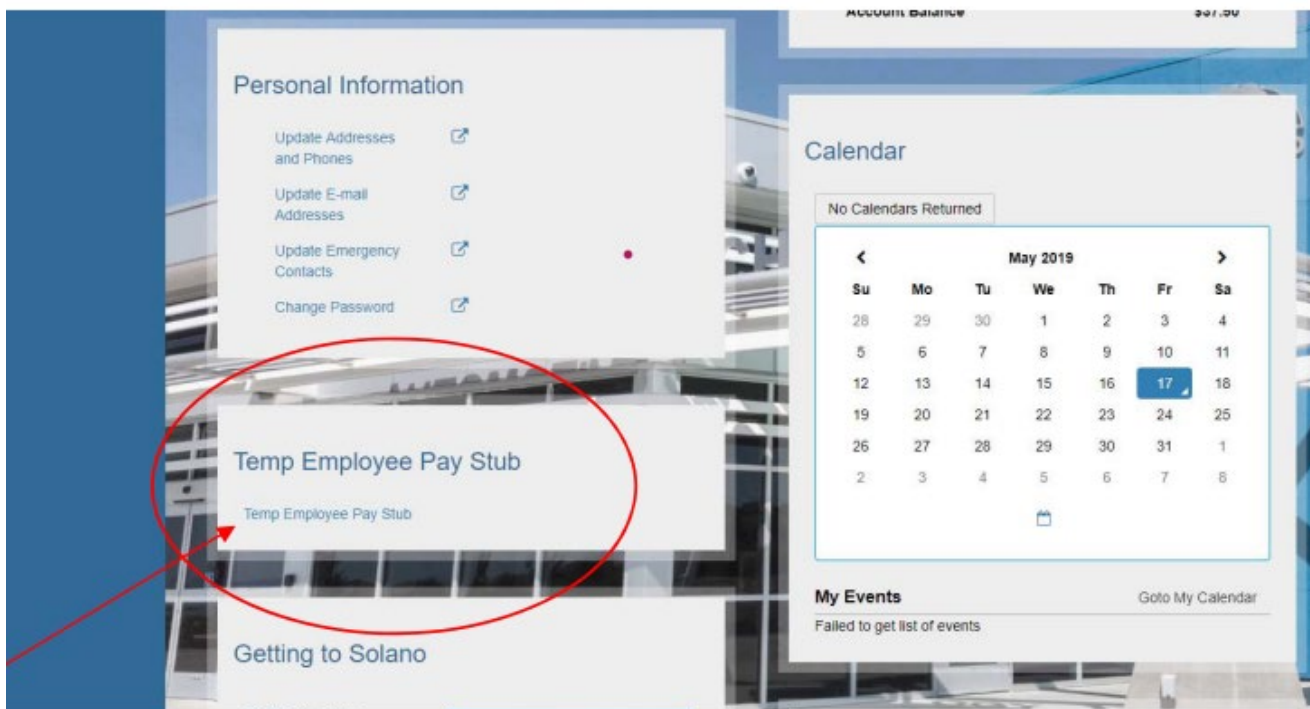 Account Balance $37.50
Personal Information
Update Addresses
and Phones
Update E-mail
Addresses
Update Emergency
Contacts
Change Password
Temp Employee Pay Stub
Temp Employee Pay Stub
Getting to Solano
Calendar
No Calendars Returned
May 2019
Su Mo Tu We Th Fr Sa
28 29 30 1 2 3 4
5 6 7 8 9 10 11
12 13 14 15 16 17 18
19 20 21 22 23 24 25
26 27 28 29 30 31 1
2 3 4 5 6 7 8
My Events Goto My Calendar
Failed to get list of events